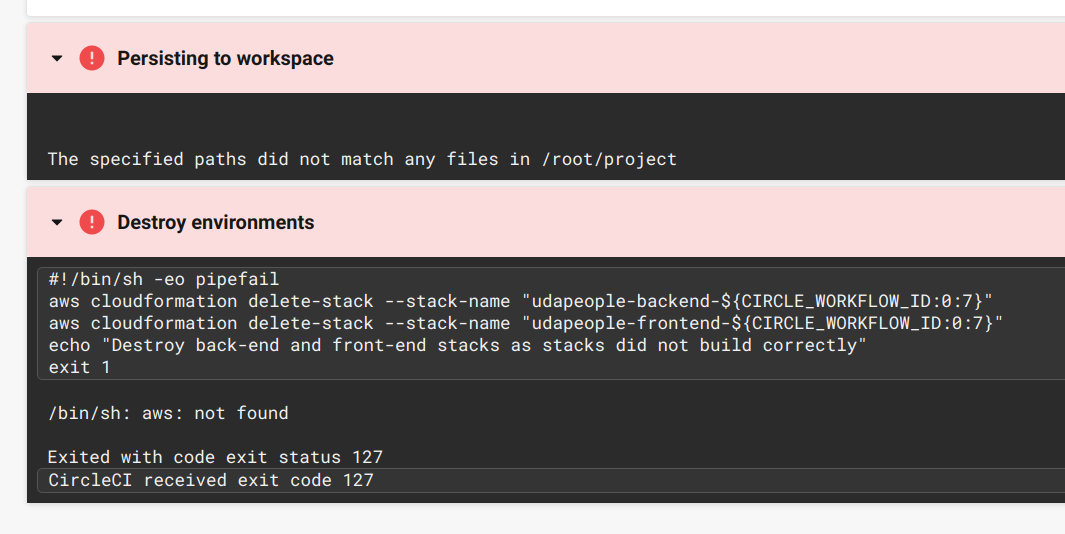 Persisting to workspace
The specified paths did not match any files in /root/project
Destroy environments
#!/bin/sh -eo pipefail
aws cloudformation delete-stack --stack-name "udapeople-backend-${CIRCLE_WORKFLOW_ID:0:7}"
aws cloudformation delete-stack --stack-name "udapeople-frontend-${CIRCLE_WORKFLOW_ID:0:7}"
echo "Destroy back-end and front-end stacks as stacks did not build correctly"
exit 1
/bin/sh: aws: not found
Exited with code exit status 127
CircleCI received exit code 127